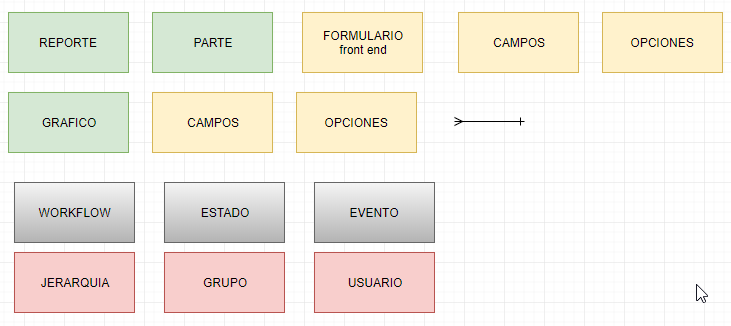 REPORTE
PARTE
FORMULARIO
front end
CAMPOS
OPCIONES
GRAFICO
CAMPOS
OPCIONES
WORKFLOW
ESTADO
EVENTO
JERARQUIA
GRUPO
USUARIO